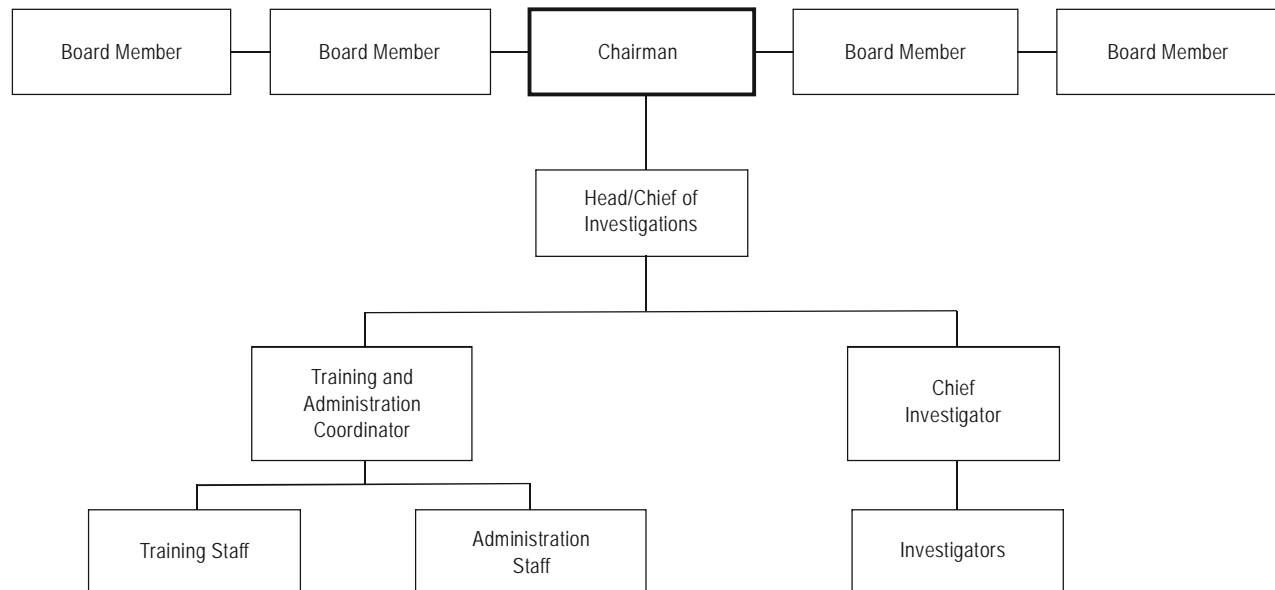 Board Member
Board Member
Chairman
Board Member
Board Member
Head/Chief of
Investigations
Training and
Administration
Coordinator
Chief
Investigator
Training Staff
Administration
Staff
Investigators